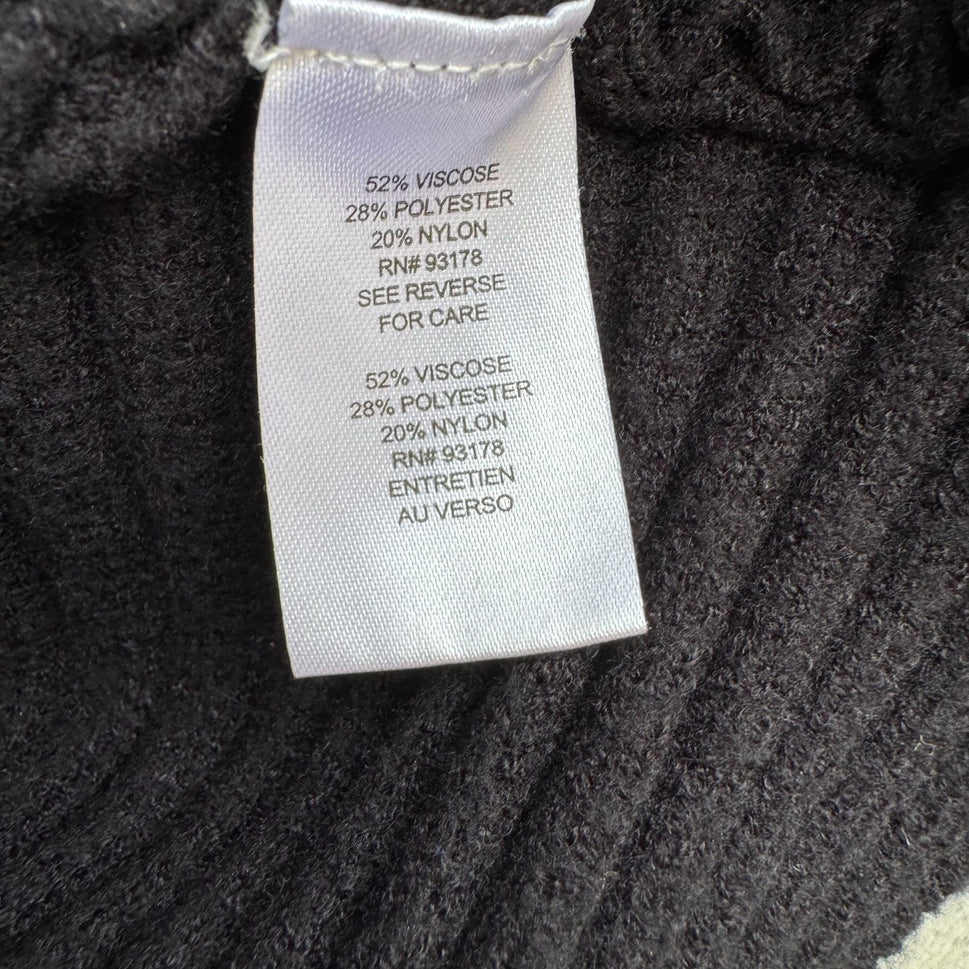 52% VISCOSE
28% POLYESTER
20% NYLON
RN# 93178
SEE REVERSE
FOR CARE
52% VISCOSE
28% POLYESTER
20% NYLON
RN# 93178
ENTRETIEN
AU VERSO